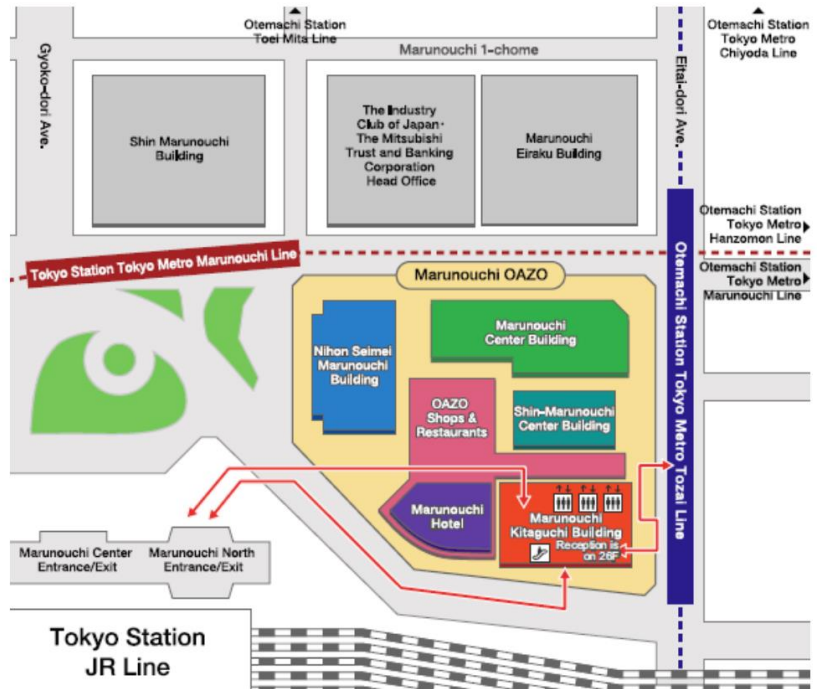 Otemachi Station
Toei Mita Line
Otemachi Station
Tokyo Metro
Chiyoda Line
Marunouchi 1-chome
Gyoko-dori Ave.
Eitai-dori Ave.
Shin Marunouchi
Building
The Industry
Club of Japan·
The Mitsubishi
Trust and Banking
Corporation
Head Office
Marunouchi
Eiraku Building
Otemachi Station
Tokyo Metro
Hanzomon Line
Otemachi Station
Tokyo Metro
Marunouchi Line
Tokyo Station Tokyo Metro Marunouchi Line
Otemachi Station Tokyo Metro Tozai Line
Marunouchi OAZO
Nihon Seimei
Marunouchi
Building
Marunouchi
Center Building
OAZO
Shops &
Restaurants
Shin-Marunouchi
Center Building
Marunouchi
Hotel
Marunouchi
Kitaguchi Building
Reception is
on 26F
Marunouchi Center
Entrance/Exit
Marunouchi North
Entrance/Exit
Tokyo Station
JR Line